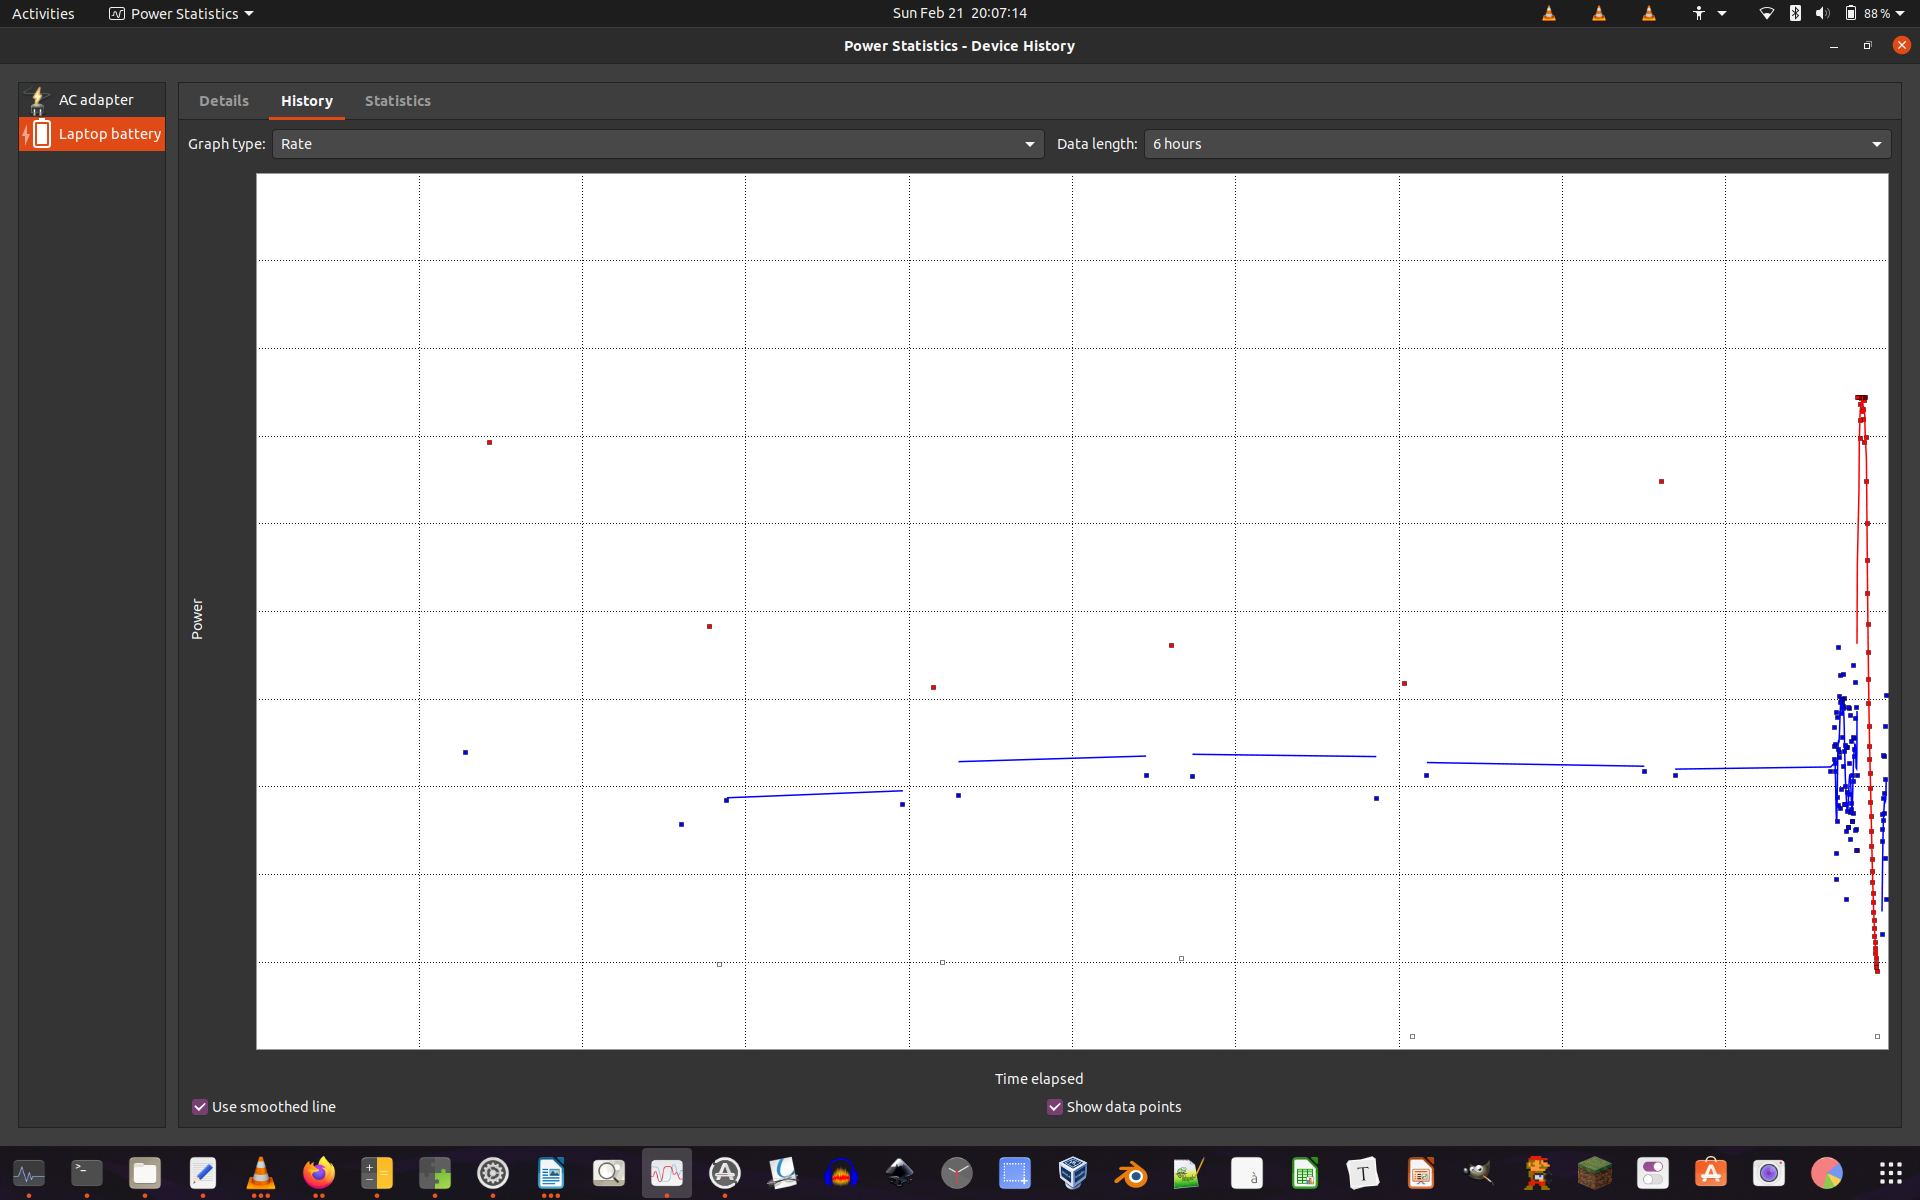 Activities Power Statistics Sun Feb 21 20:07:14 88 %
Power Statistics - Device History
AC adapter
Laptop battery
Details History Statistics
Graph type: Rate Data length: 6 hours
Power
Time elapsed
Use smoothed line Show data points